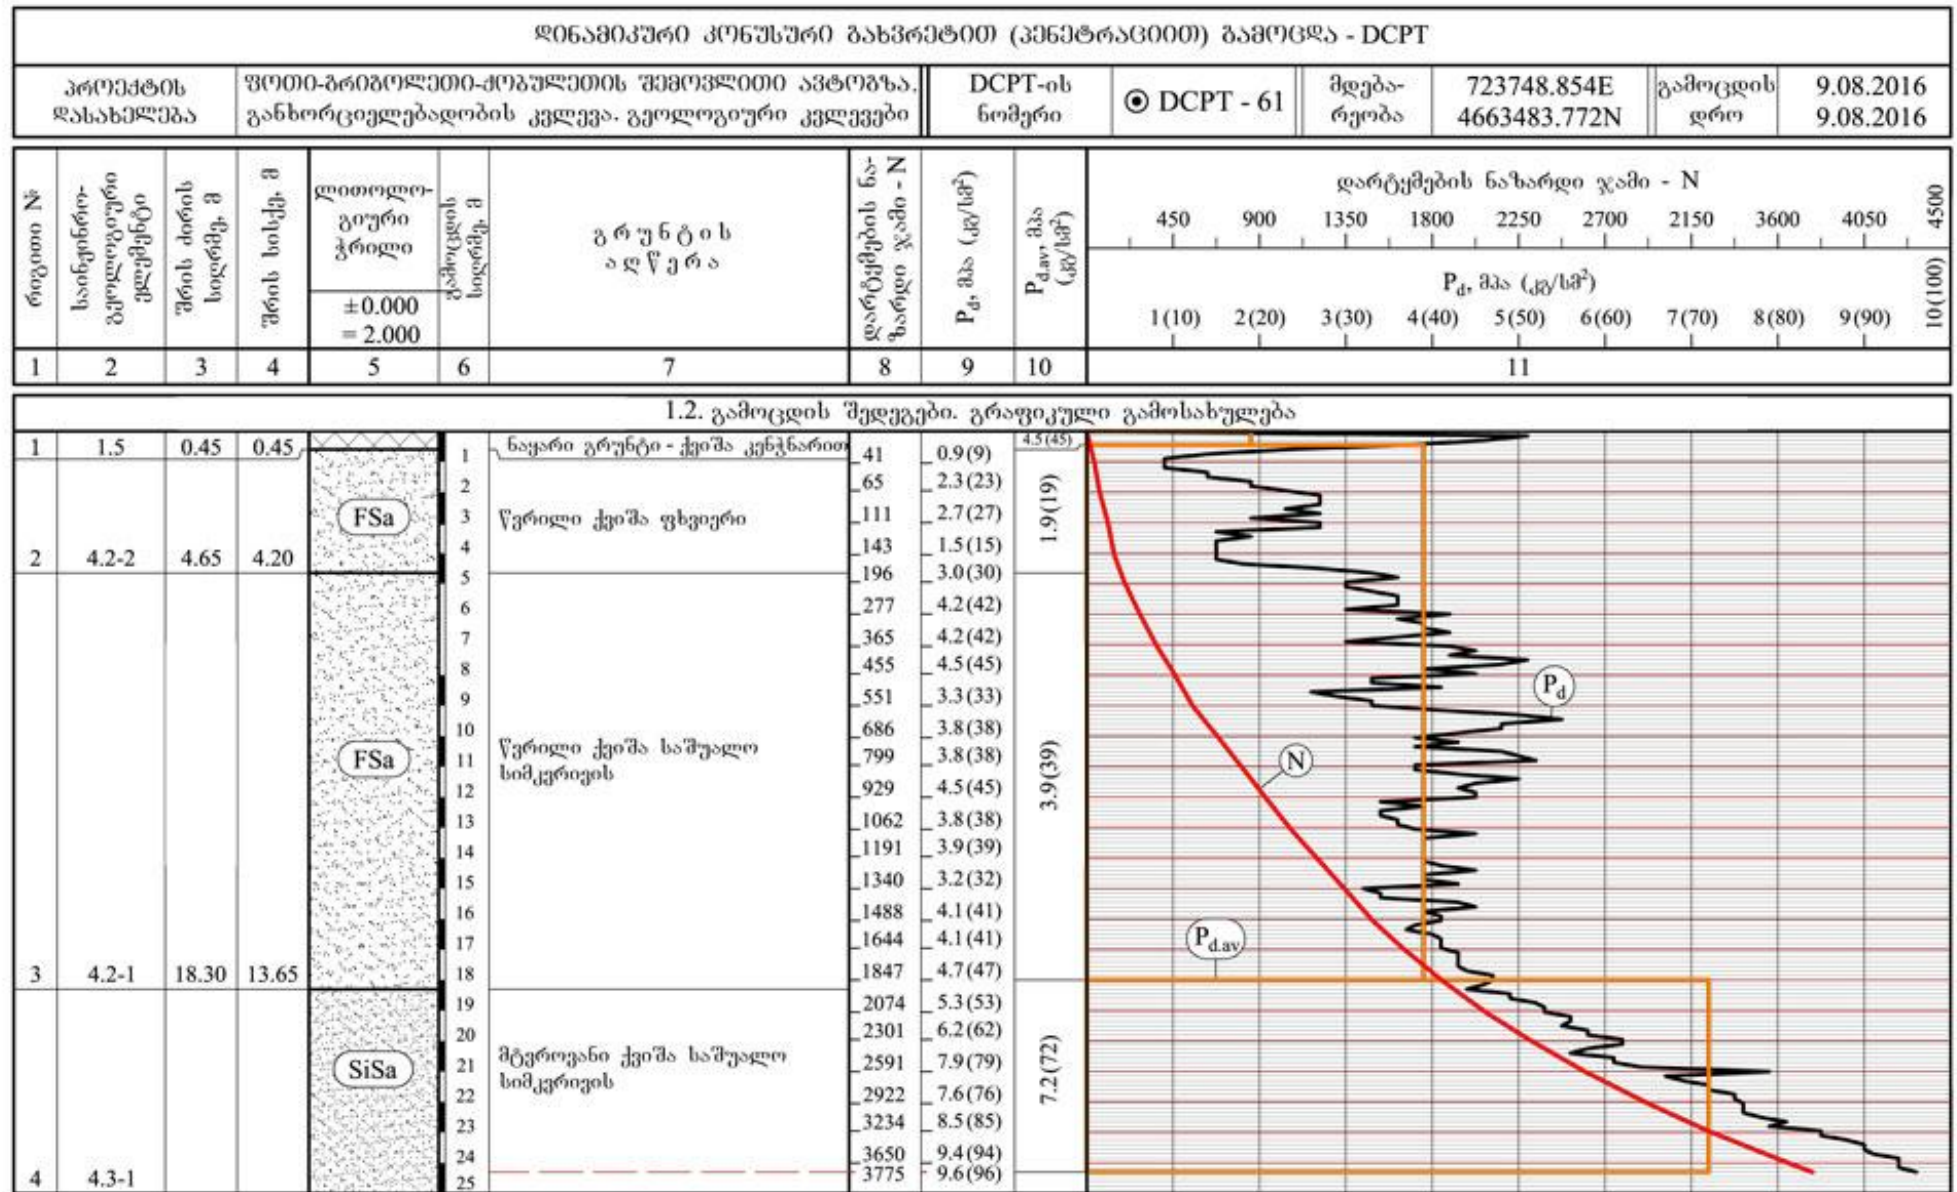 ᲓᲘᲜᲐᲛᲘᲙᲣᲠᲘ ᲙᲝᲜᲣᲡᲣᲠᲘ ᲒᲐᲮᲕᲠᲔᲢᲘᲗ (ᲞᲔᲜᲔᲢᲠᲐᲪᲘᲘᲗ) ᲒᲐᲛᲝᲪᲓᲐ - DCPT
ᲞᲠᲝᲔᲥᲢᲘᲡ
ᲓᲐᲡᲐᲮᲔᲚᲔᲑᲐ
ᲤᲝᲗᲘ-ᲒᲠᲘᲒᲝᲚᲔᲗᲘ-ᲥᲝᲑᲣᲚᲔᲗᲘᲡ ᲨᲔᲛᲝᲕᲚᲘᲗᲘ ᲐᲕᲢᲝᲑᲖᲐ.
განხორციელებადობის კვლევა. გეოლოგიური კვლევები
DCPT-ის
ნომერი
DCPT - 61
მდება-
რეობა
723748.854E
4663483.772N
გამოცდის
დრო
9.08.2016
9.08.2016
რიგითი №
საინჟინრო-
გეოლოგიური
ელემენტი
შრის ძირის
სიღრმე, მ
შრის სისქე, მ
ლითოლო-
გიური
ჭრილი
±0.000
= 2.000
გამოცდის
სიღრმე, მ
გრუნტის
აღწერა
დარტყმების ნა-
ზარდი ჯამი - N
Pd, მპა (კგ/სმ²)
Pd.av, მპა
(კგ/სმ²)
დარტყმების ნაზარდი ჯამი - N
450 900 1350 1800 2250 2700 2150 3600 4050 4500
Pd, მპა (კგ/სმ²)
1(10) 2(20) 3(30) 4(40) 5(50) 6(60) 7(70) 8(80) 9(90) 10(100)
1 2 3 4 5 6 7 8 9 10 11
1.2. გამოცდის შედეგები. გრაფიკული გამოსახულება
1 1.5 0.45 0.45
ნაყარი გრუნტი - ქვიშა კენჭნარით
4.5 (45)
1 41 0.9(9)
2 65 2.3(23)
FSa
3
წვრილი ქვიშა ფხვიერი
111 2.7(27)
1.9(19)
4 143 1.5(15)
2 4.2-2 4.65 4.20
5 196 3.0(30)
6 277 4.2(42)
7 365 4.2(42)
8 455 4.5(45)
Pd
9 551 3.3(33)
10 686 3.8(38)
FSa
11
წვრილი ქვიშა საშუალო
სიმკვრივის
799 3.8(38)
3.9(39)
N
12 929 4.5(45)
13 1062 3.8(38)
14 1191 3.9(39)
15 1340 3.2(32)
16 1488 4.1(41)
17 1644 4.1(41)
Pd.av
3 4.2-1 18.30 13.65
18 1847 4.7(47)
19 2074 5.3(53)
20 2301 6.2(62)
SiSa
21
მტვროვანი ქვიშა საშუალო
სიმკვრივის
2591 7.9(79)
7.2(72)
22 2922 7.6(76)
23 3234 8.5(85)
24 3650 9.4(94)
4 4.3-1
25 3775 9.6(96)